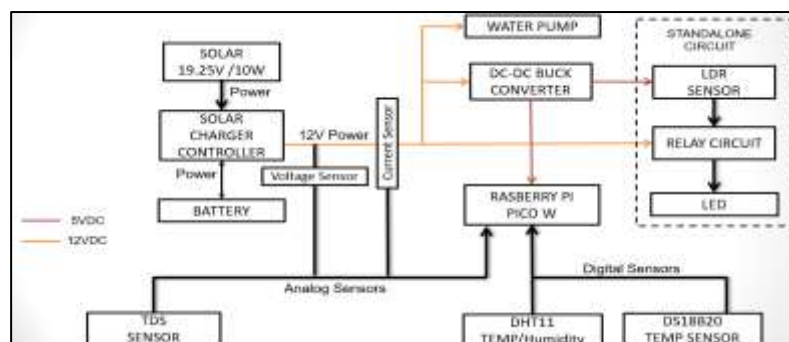 WATER PUMP
STANDALONE
CIRCUIT
SOLAR
19.25V /10W
DC-DC BUCK
CONVERTER
LDR
SENSOR
Power
SOLAR
CHARGER
CONTROLLER
12V Power
Current Sensor
RELAY CIRCUIT
Power
Voltage Sensor
BATTERY
RASBERRY PI
PICO W
LED
5VDC
12VDC
Digital Sensors
Analog Sensors
TDS
SENSOR
DHT11
TEMP/Humidity
DS18B20
TEMP SENSOR